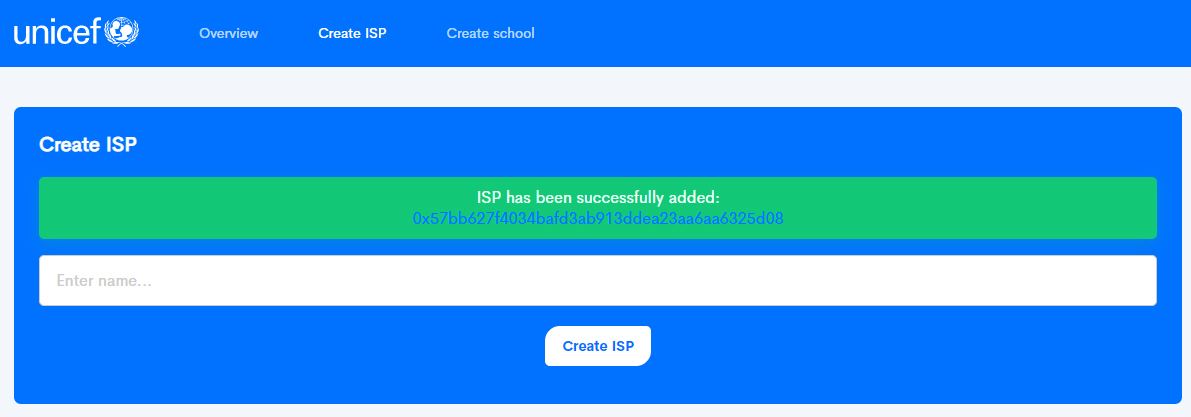 unicef
Overview
Create ISP
Create school
Create ISP
ISP has been successfully added:
0x57bb627f4034bafd3ab913ddea23aa6aa6325d08
Enter name...
Create ISP